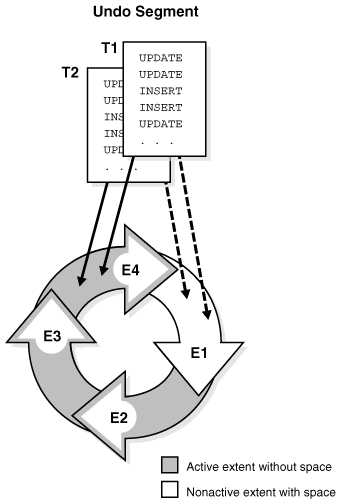 Undo Segment
T1
UPDATE
UPDATE
INSERT
INSERT
UPDATE
. . .
T2
UPD
UPD
INS
INS
UPD
. . .
E4
E3
E1
E2
Active extent without space
Nonactive extent with space